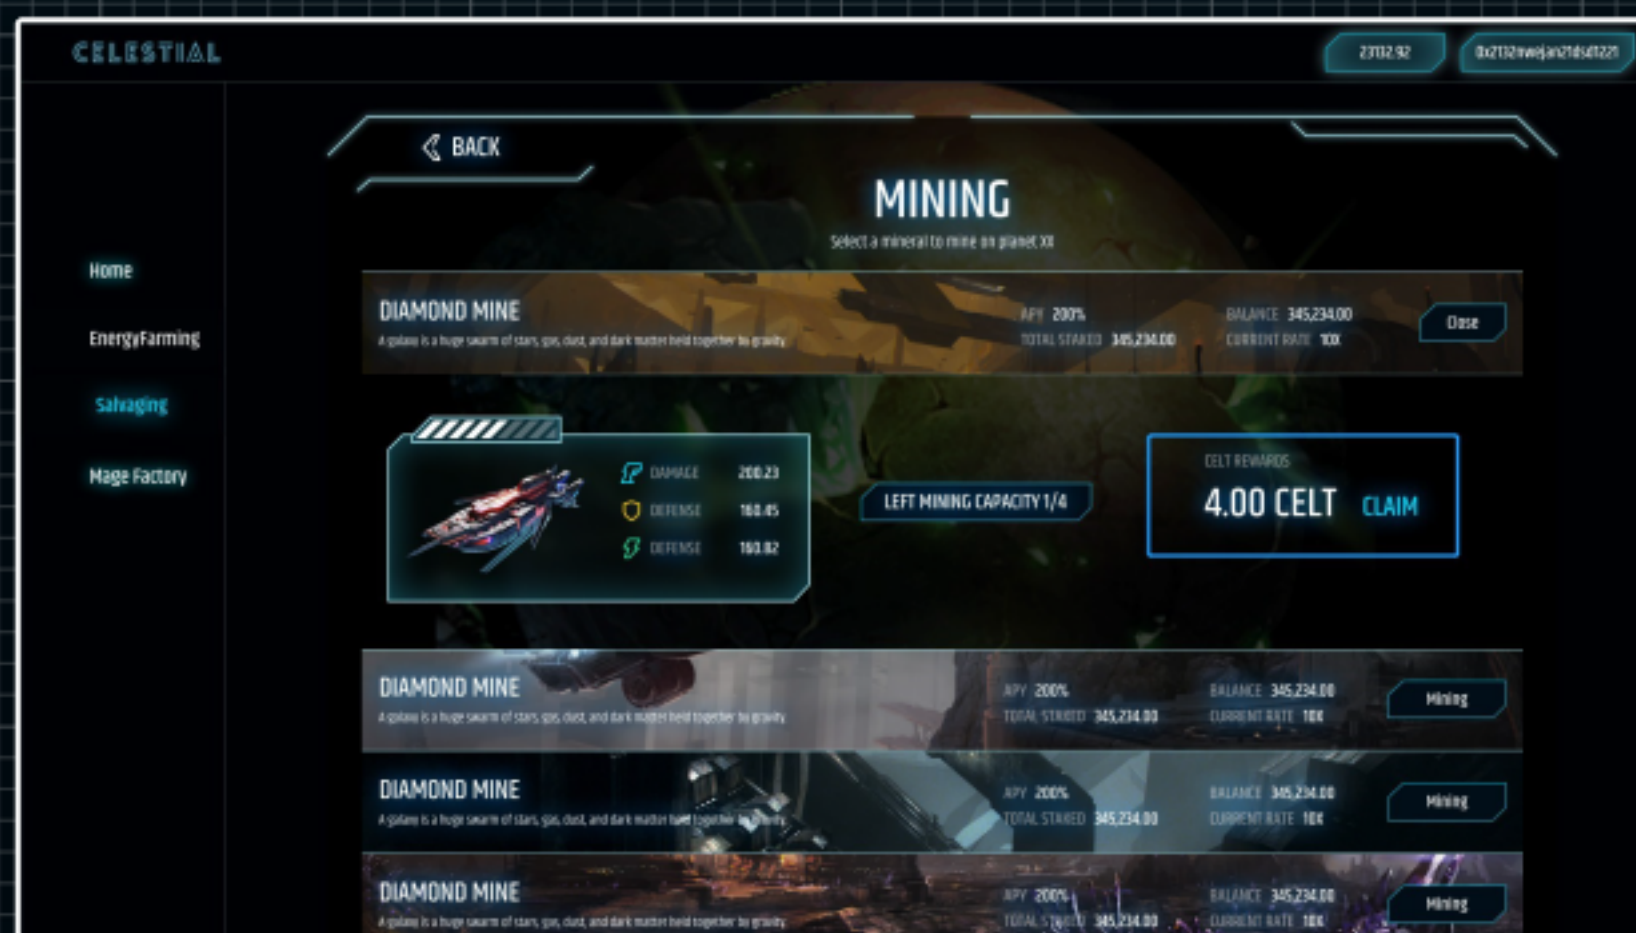 CELESTIAL
23132.92
0x2132nwejan21dsd1221
BACK
MINING
Select a mineral to mine on planet XX
Home
EnergyFarming
Salvaging
Mage Factory
DIAMOND MINE
A galaxy is a huge swarm of stars, gas, dust, and dark matter held together by gravity.
APY 200%
TOTAL STAKED 345,234.00
BALANCE 345,234.00
CURRENT RATE 10X
Close
DAMAGE 200.23
DEFENSE 160.45
DEFENSE 160.82
LEFT MINING CAPACITY 1/4
CELT REWARDS
4.00 CELT CLAIM
DIAMOND MINE
A galaxy is a huge swarm of stars, gas, dust, and dark matter held together by gravity.
APY 200%
TOTAL STAKED 345,234.00
BALANCE 345,234.00
CURRENT RATE 10X
Mining
DIAMOND MINE
A galaxy is a huge swarm of stars, gas, dust, and dark matter held together by gravity.
APY 200%
TOTAL STAKED 345,234.00
BALANCE 345,234.00
CURRENT RATE 10X
Mining
DIAMOND MINE
A galaxy is a huge swarm of stars, gas, dust, and dark matter held together by gravity.
APY 200%
TOTAL STAKED 345,234.00
BALANCE 345,234.00
CURRENT RATE 10X
Mining